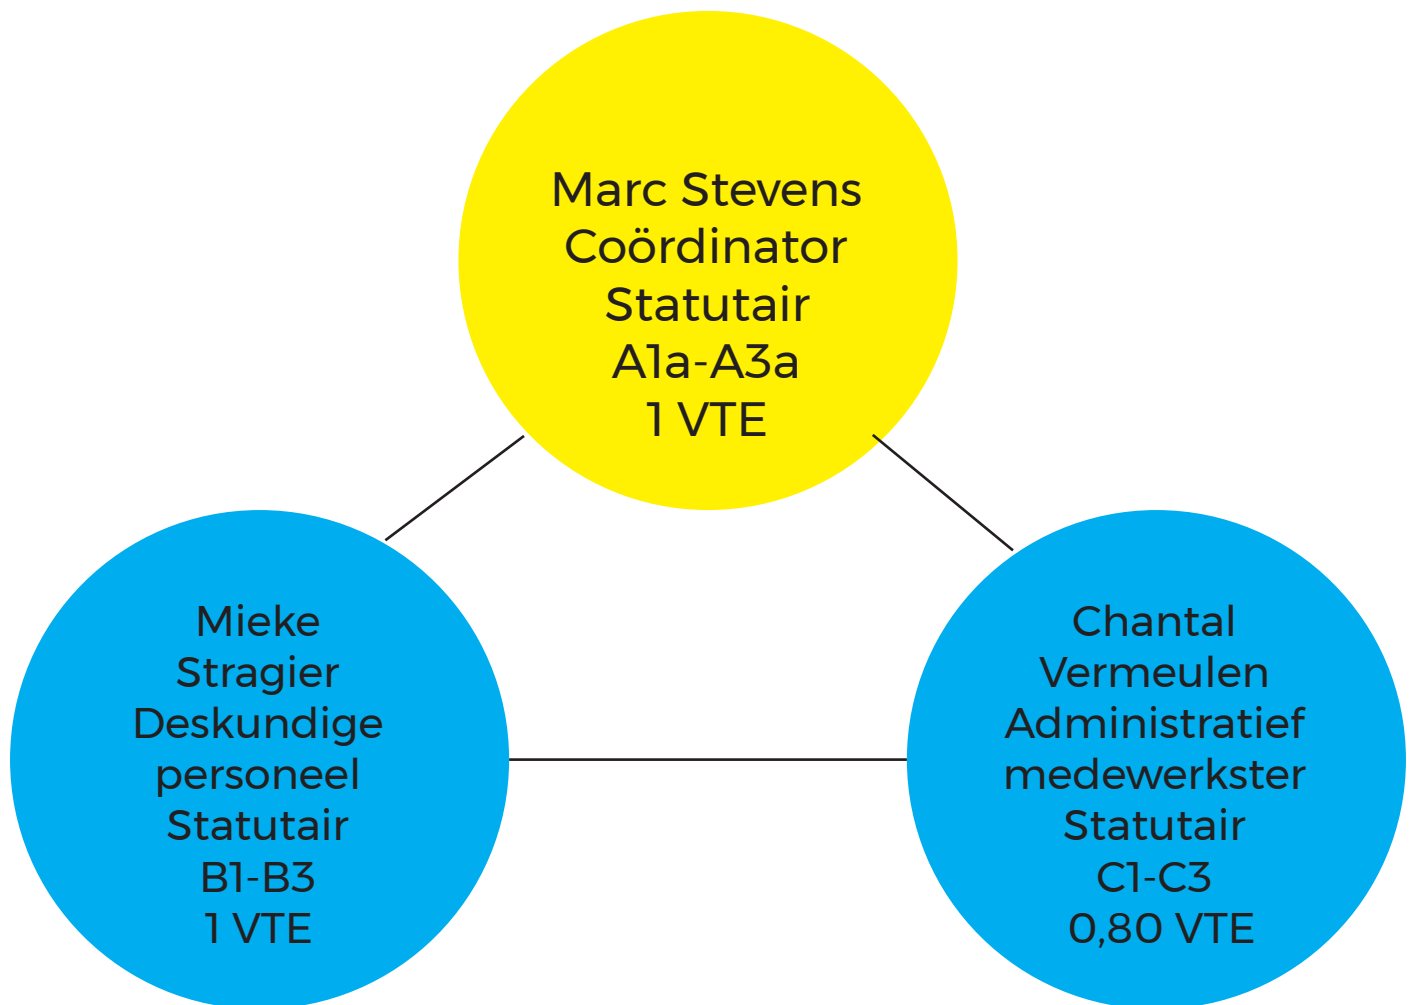 Marc Stevens
Coördinator
Statutair
A1a-A3a
1 VTE
Mieke
Stragier
Deskundige
personeel
Statutair
B1-B3
1 VTE
Chantal
Vermeulen
Administratief
medewerkster
Statutair
C1-C3
0,80 VTE